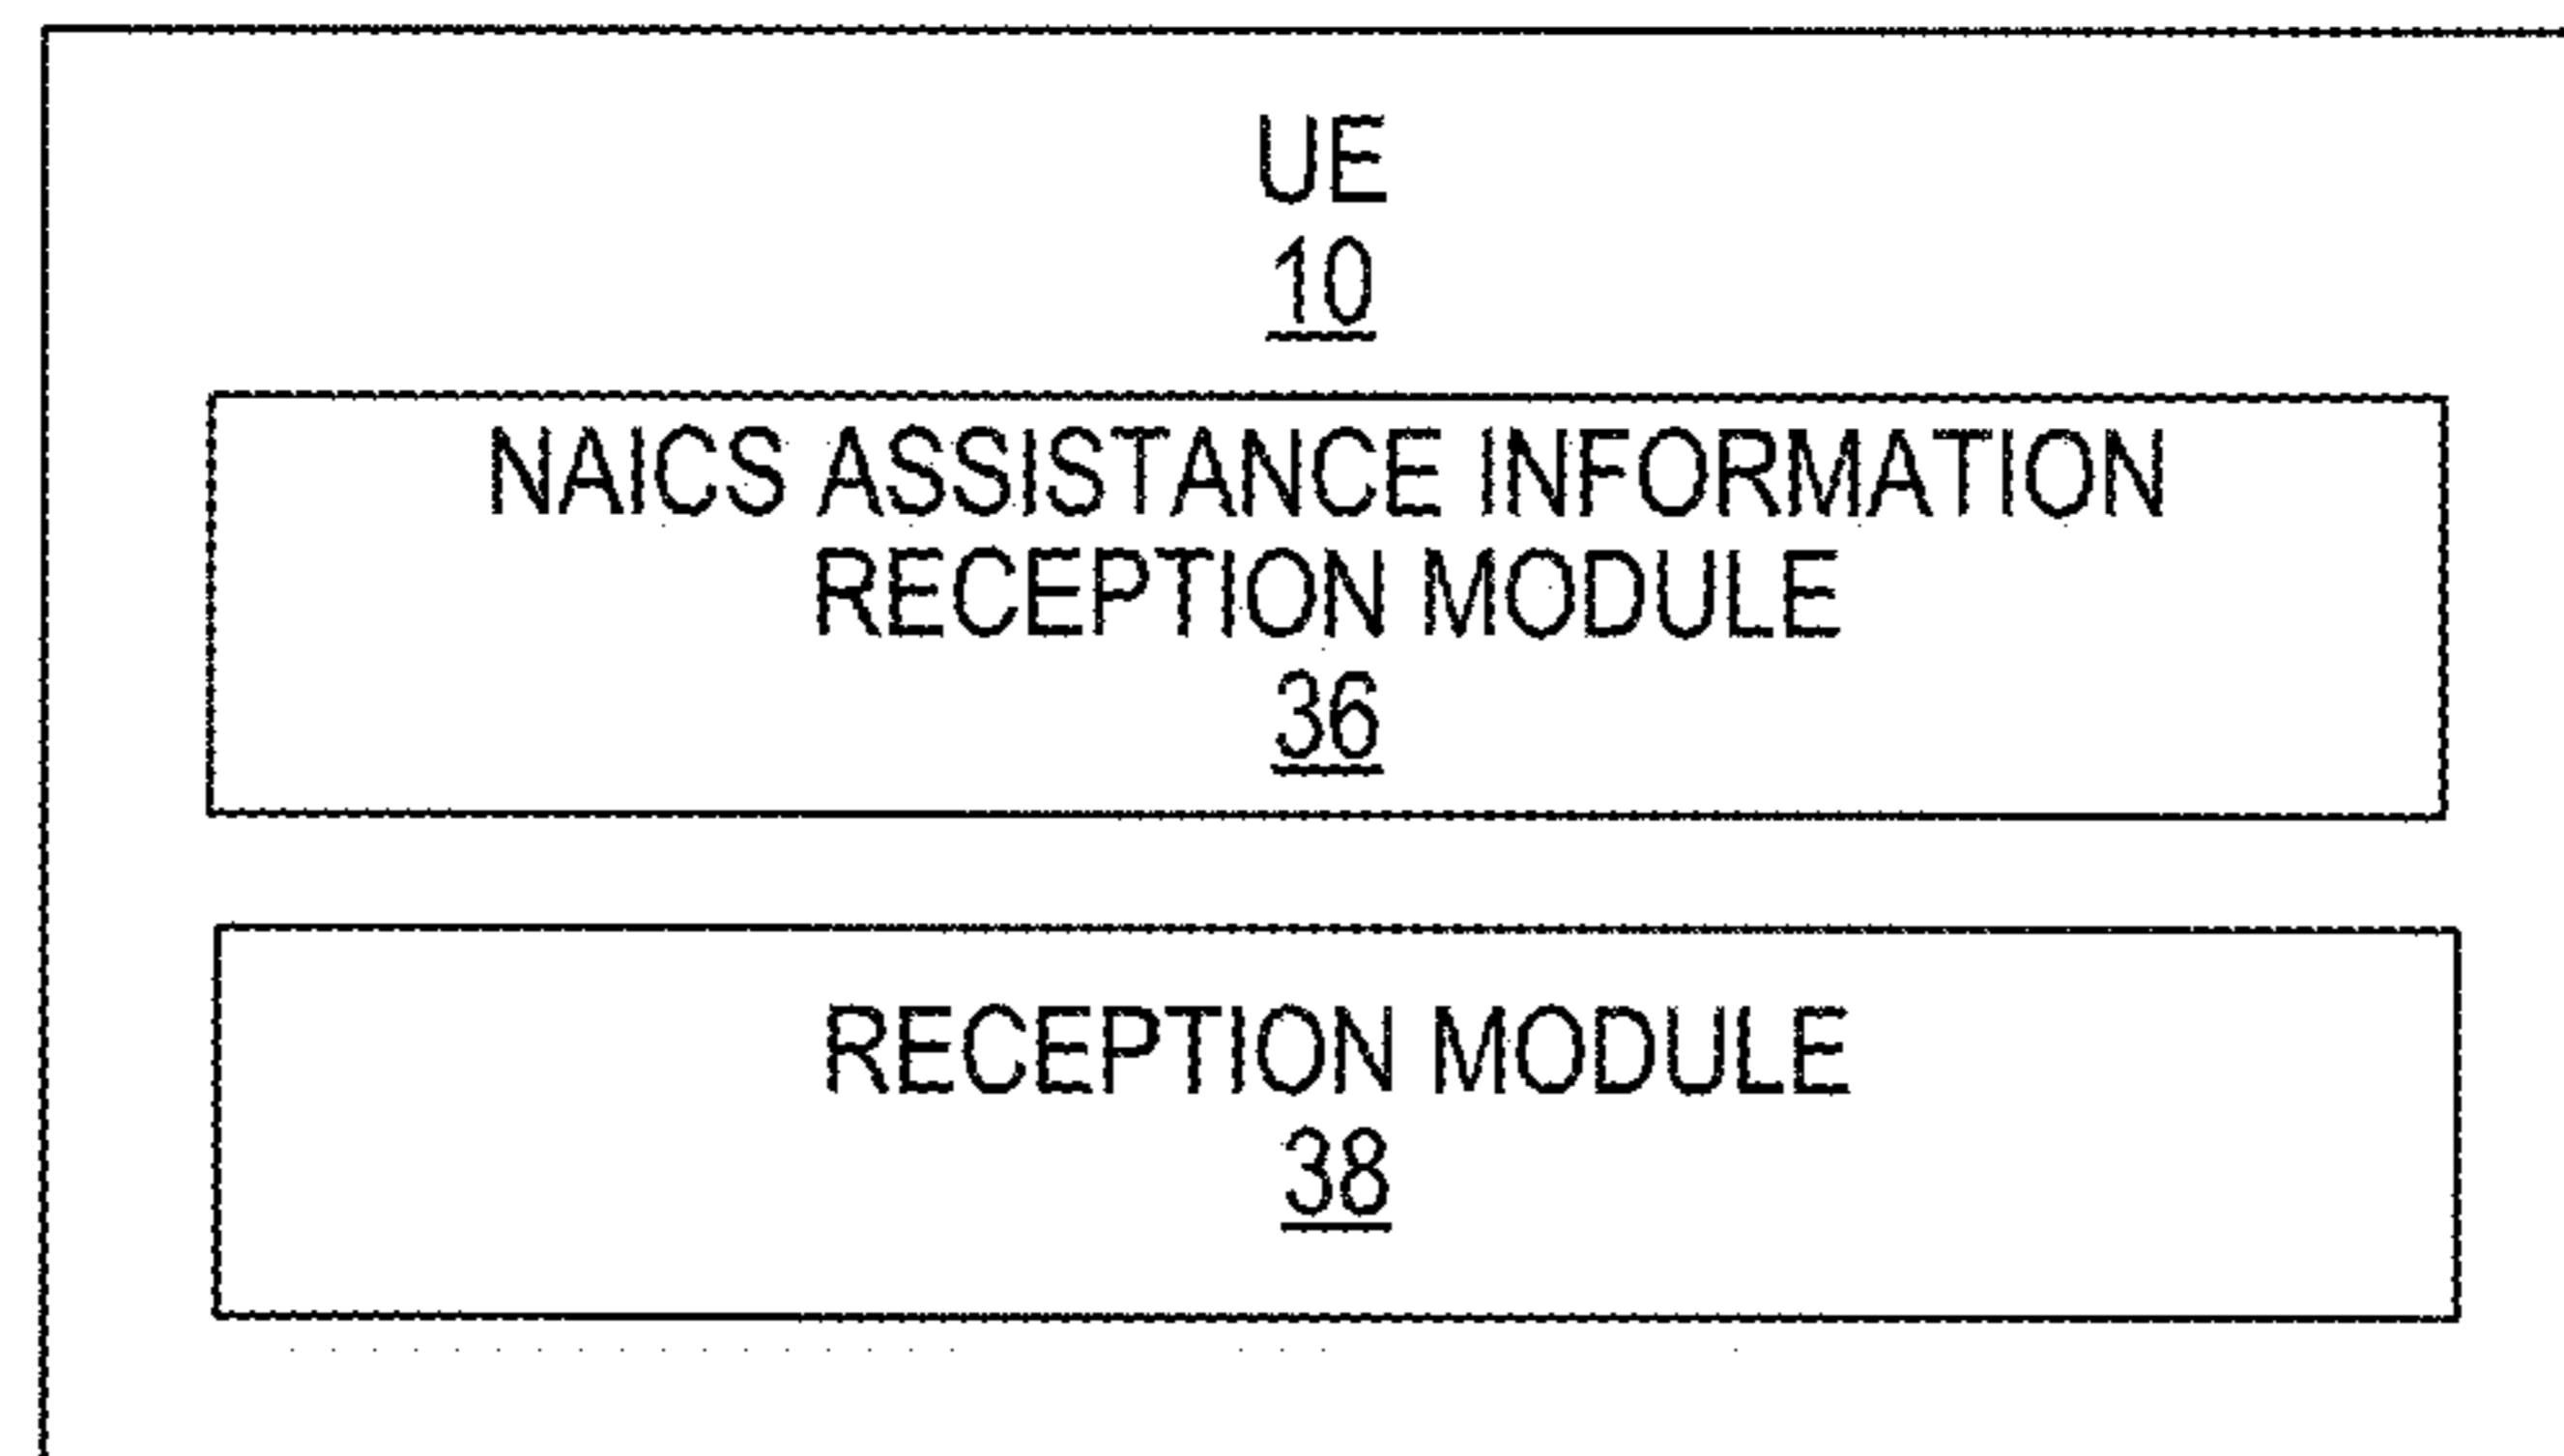 UE
10
NAICS ASSISTANCE INFORMATION
RECEPTION MODULE
36
RECEPTION MODULE
38